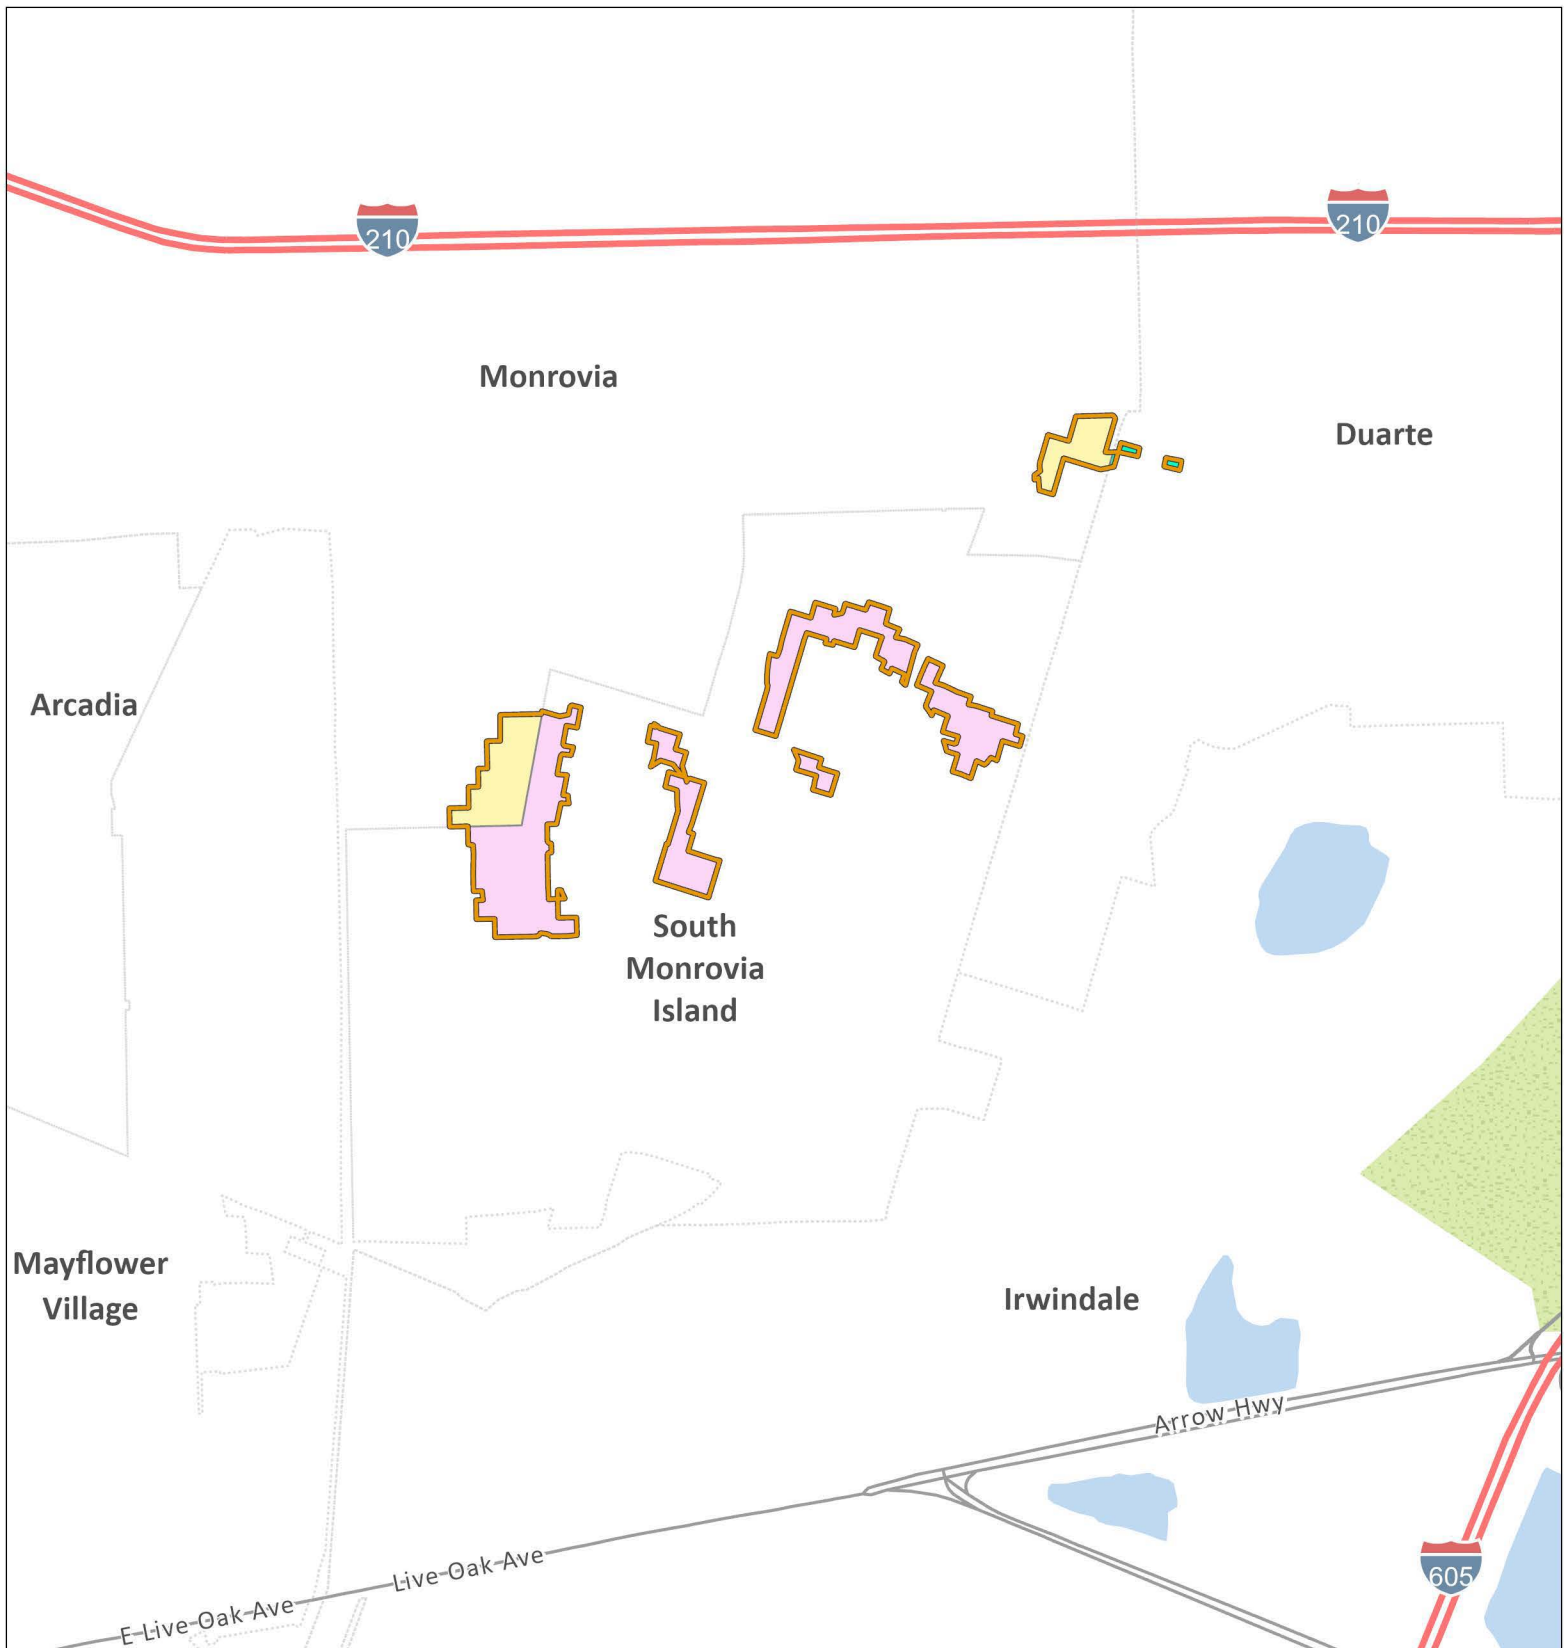 210
210
Monrovia
Duarte
Arcadia
South
Monrovia
Island
Mayflower
Village
Irwindale
Arrow Hwy
Live Oak Ave
605
E Live Oak Ave